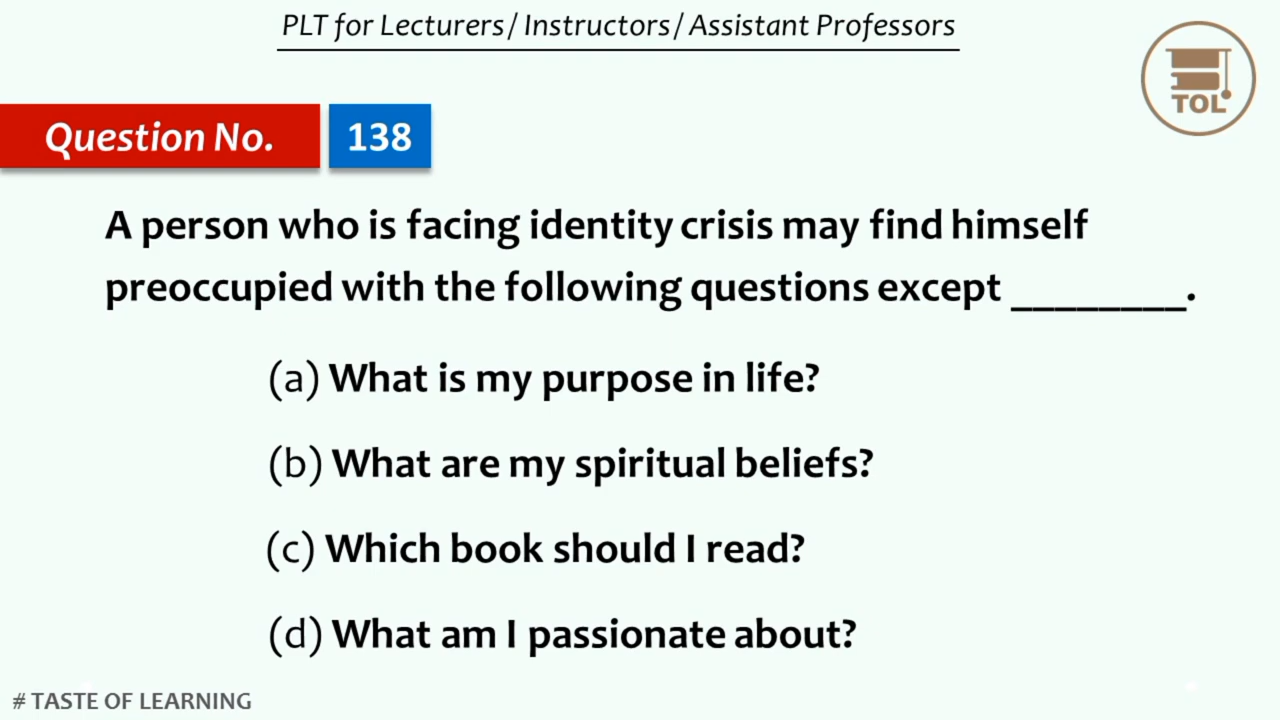 PLT for Lecturers/ Instructors/ Assistant Professors
TOL
Question No. 138
A person who is facing identity crisis may find himself
preoccupied with the following questions except ________.
(a) What is my purpose in life?
(b) What are my spiritual beliefs?
(c) Which book should I read?
(d) What am I passionate about?
# TASTE OF LEARNING